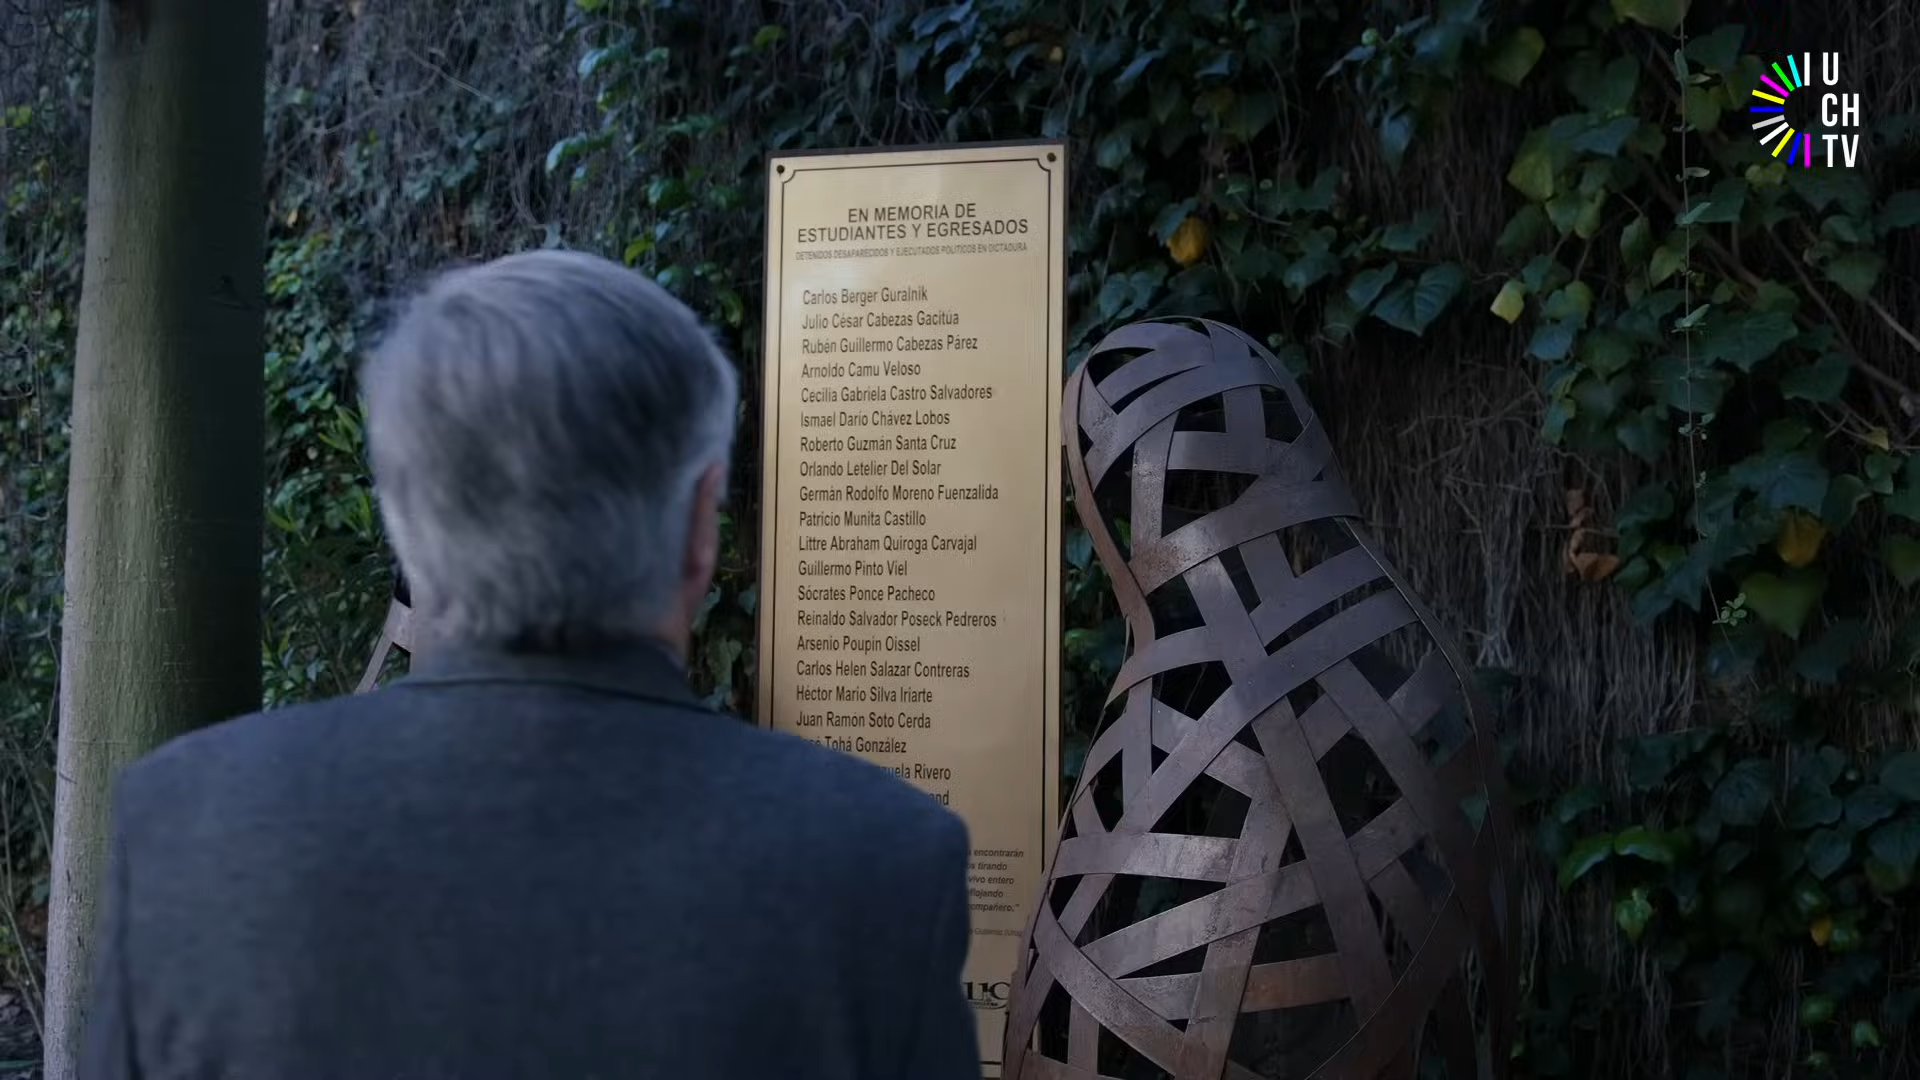 EN MEMORIA DE
ESTUDIANTES Y EGRESADOS
DETENIDOS DESAPARECIDOS Y EJECUTADOS POLÍTICOS EN DICTADURA
Carlos Berger Guralnik
Julio César Cabezas Gacitúa
Rubén Guillermo Cabezas Párez
Arnoldo Camu Veloso
Cecilia Gabriela Castro Salvadores
Ismael Darío Chávez Lobos
Roberto Guzmán Santa Cruz
Orlando Letelier Del Solar
Germán Rodolfo Moreno Fuenzalida
Patricio Munita Castillo
Littre Abraham Quiroga Carvajal
Guillermo Pinto Viel
Sócrates Ponce Pacheco
Reinaldo Salvador Poseck Pedreros
Arsenio Poupin Oissel
Carlos Helen Salazar Contreras
Héctor Mario Silva Iriarte
Juan Ramón Soto Cerda
Tohá González
Rivero
encontrarán
tirando
vivo entero
U
CH
TV